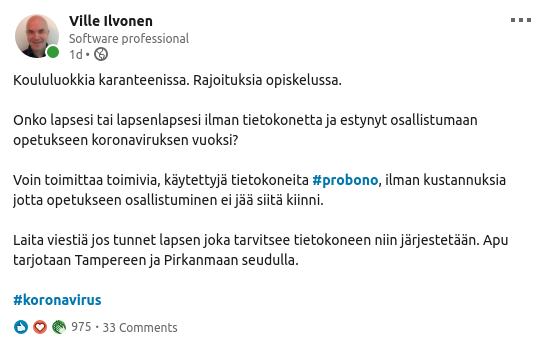 Ville Ilvonen
Software professional
1d •
Koululuokkia karanteenissa. Rajoituksia opiskelussa.
Onko lapsesi tai lapsenlapsesi ilman tietokonetta ja estynyt osallistumaan
opetukseen koronaviruksen vuoksi?
Voin toimittaa toimivia, käytettyjä tietokoneita #probono, ilman kustannuksia
jotta opetukseen osallistuminen ei jää siitä kiinni.
Laita viestiä jos tunnet lapsen joka tarvitsee tietokoneen niin järjestetään. Apu
tarjotaan Tampereen ja Pirkanmaan seudulla.
#koronavirus
975 • 33 Comments